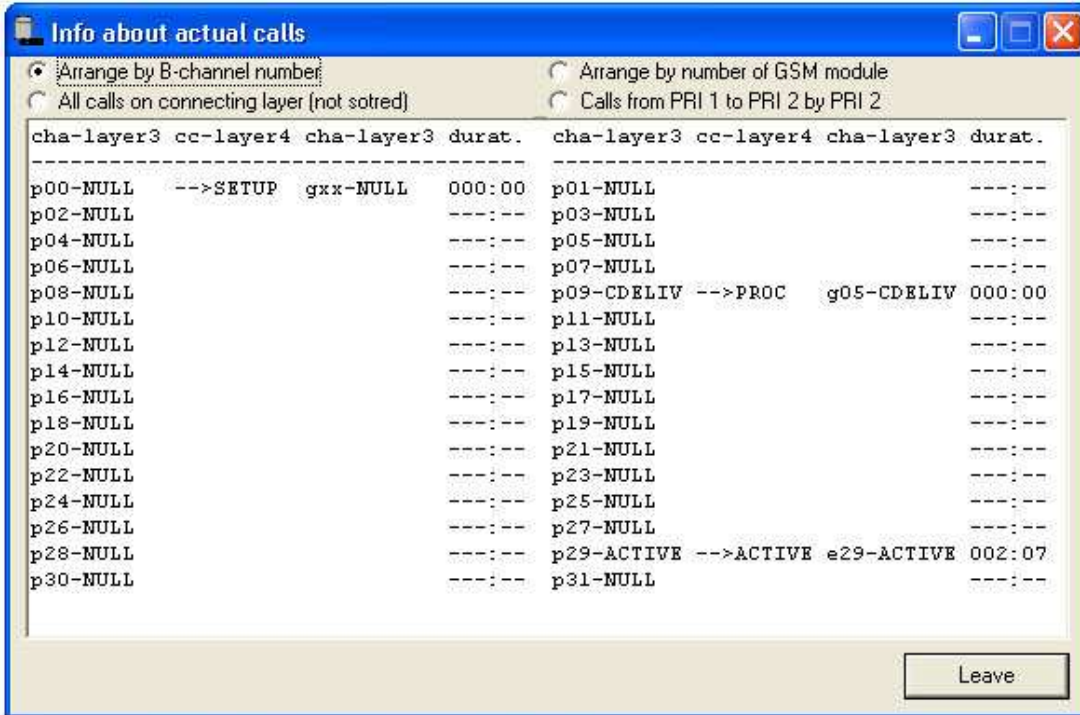 Info about actual calls
Arrange by B-channel number Arrange by number of GSM module
All calls on connecting layer (not sotred) Calls from PRI 1 to PRI 2 by PRI 2
cha-layer3 cc-layer4 cha-layer3 durat. cha-layer3 cc-layer4 cha-layer3 durat.
p00-NULL -->SETUP gxx-NULL 000:00 p01-NULL ---:--
p02-NULL ---:-- p03-NULL ---:--
p04-NULL ---:-- p05-NULL ---:--
p06-NULL ---:-- p07-NULL ---:--
p08-NULL ---:-- p09-CDELIV -->PROC g05-CDELIV 000:00
p10-NULL ---:-- p11-NULL ---:--
p12-NULL ---:-- p13-NULL ---:--
p14-NULL ---:-- p15-NULL ---:--
p16-NULL ---:-- p17-NULL ---:--
p18-NULL ---:-- p19-NULL ---:--
p20-NULL ---:-- p21-NULL ---:--
p22-NULL ---:-- p23-NULL ---:--
p24-NULL ---:-- p25-NULL ---:--
p26-NULL ---:-- p27-NULL ---:--
p28-NULL ---:-- p29-ACTIVE -->ACTIVE e29-ACTIVE 002:07
p30-NULL ---:-- p31-NULL ---:--
Leave